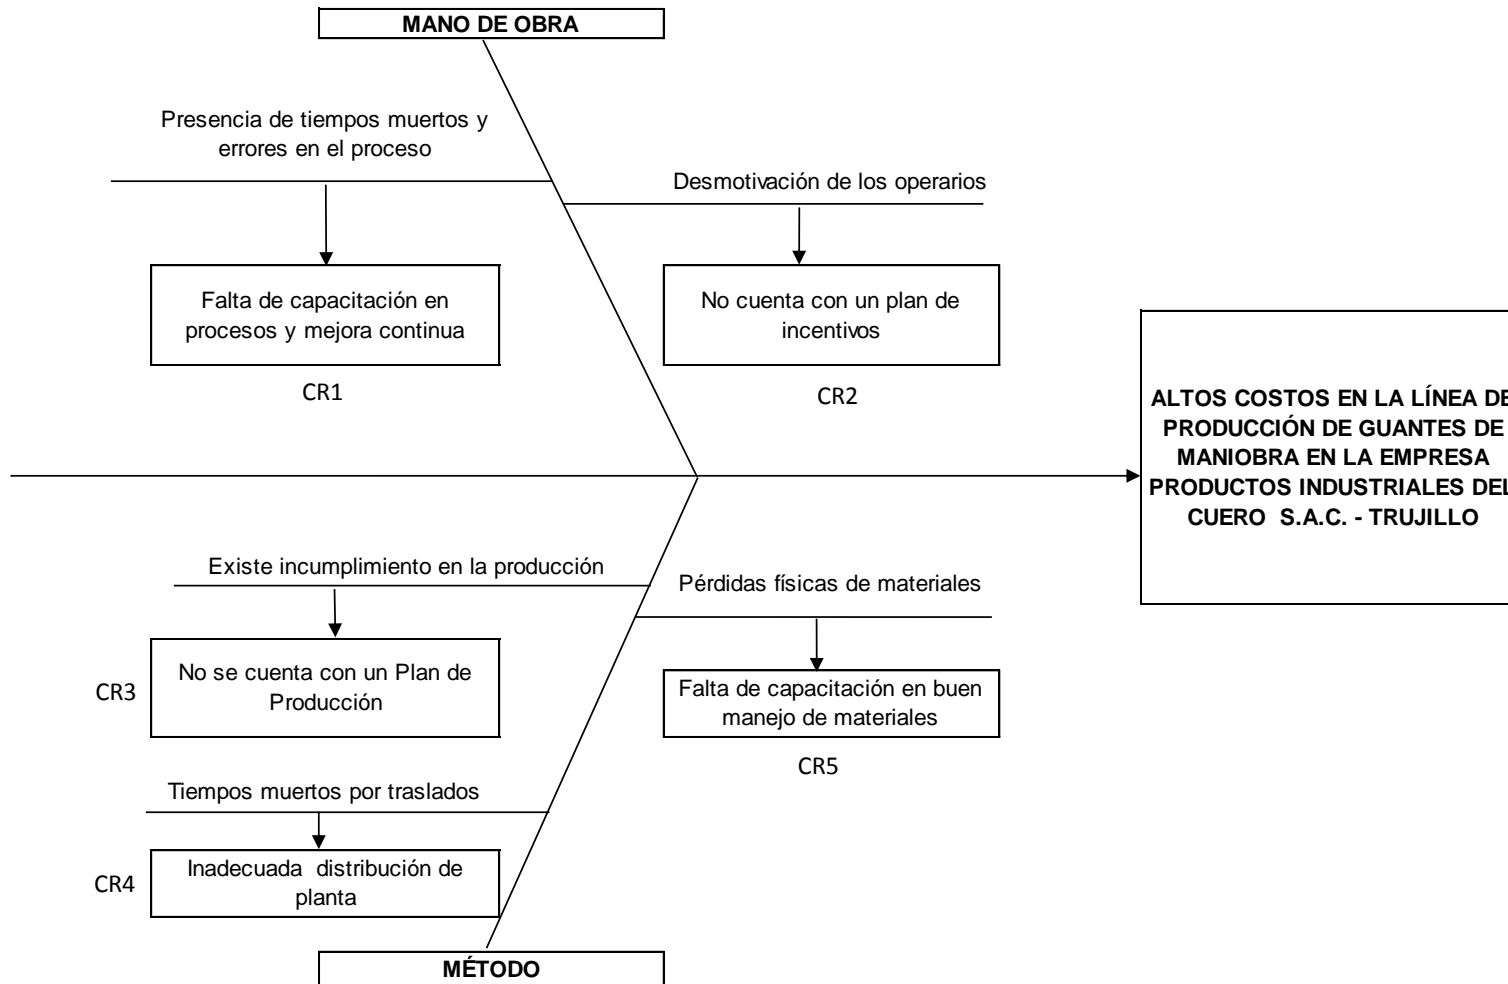 MANO DE OBRA
Presencia de tiempos muertos y
errores en el proceso
Desmotivación de los operarios
Falta de capacitación en
procesos y mejora continua
CR1
No cuenta con un plan de
incentivos
CR2
ALTOS COSTOS EN LA LÍNEA DE
PRODUCCIÓN DE GUANTES DE
MANIOBRA EN LA EMPRESA
PRODUCTOS INDUSTRIALES DEL
CUERO S.A.C. - TRUJILLO
Existe incumplimiento en la producción
Pérdidas físicas de materiales
CR3
No se cuenta con un Plan de
Producción
Falta de capacitación en buen
manejo de materiales
CR5
Tiempos muertos por traslados
CR4
Inadecuada distribución de
planta
MÉTODO